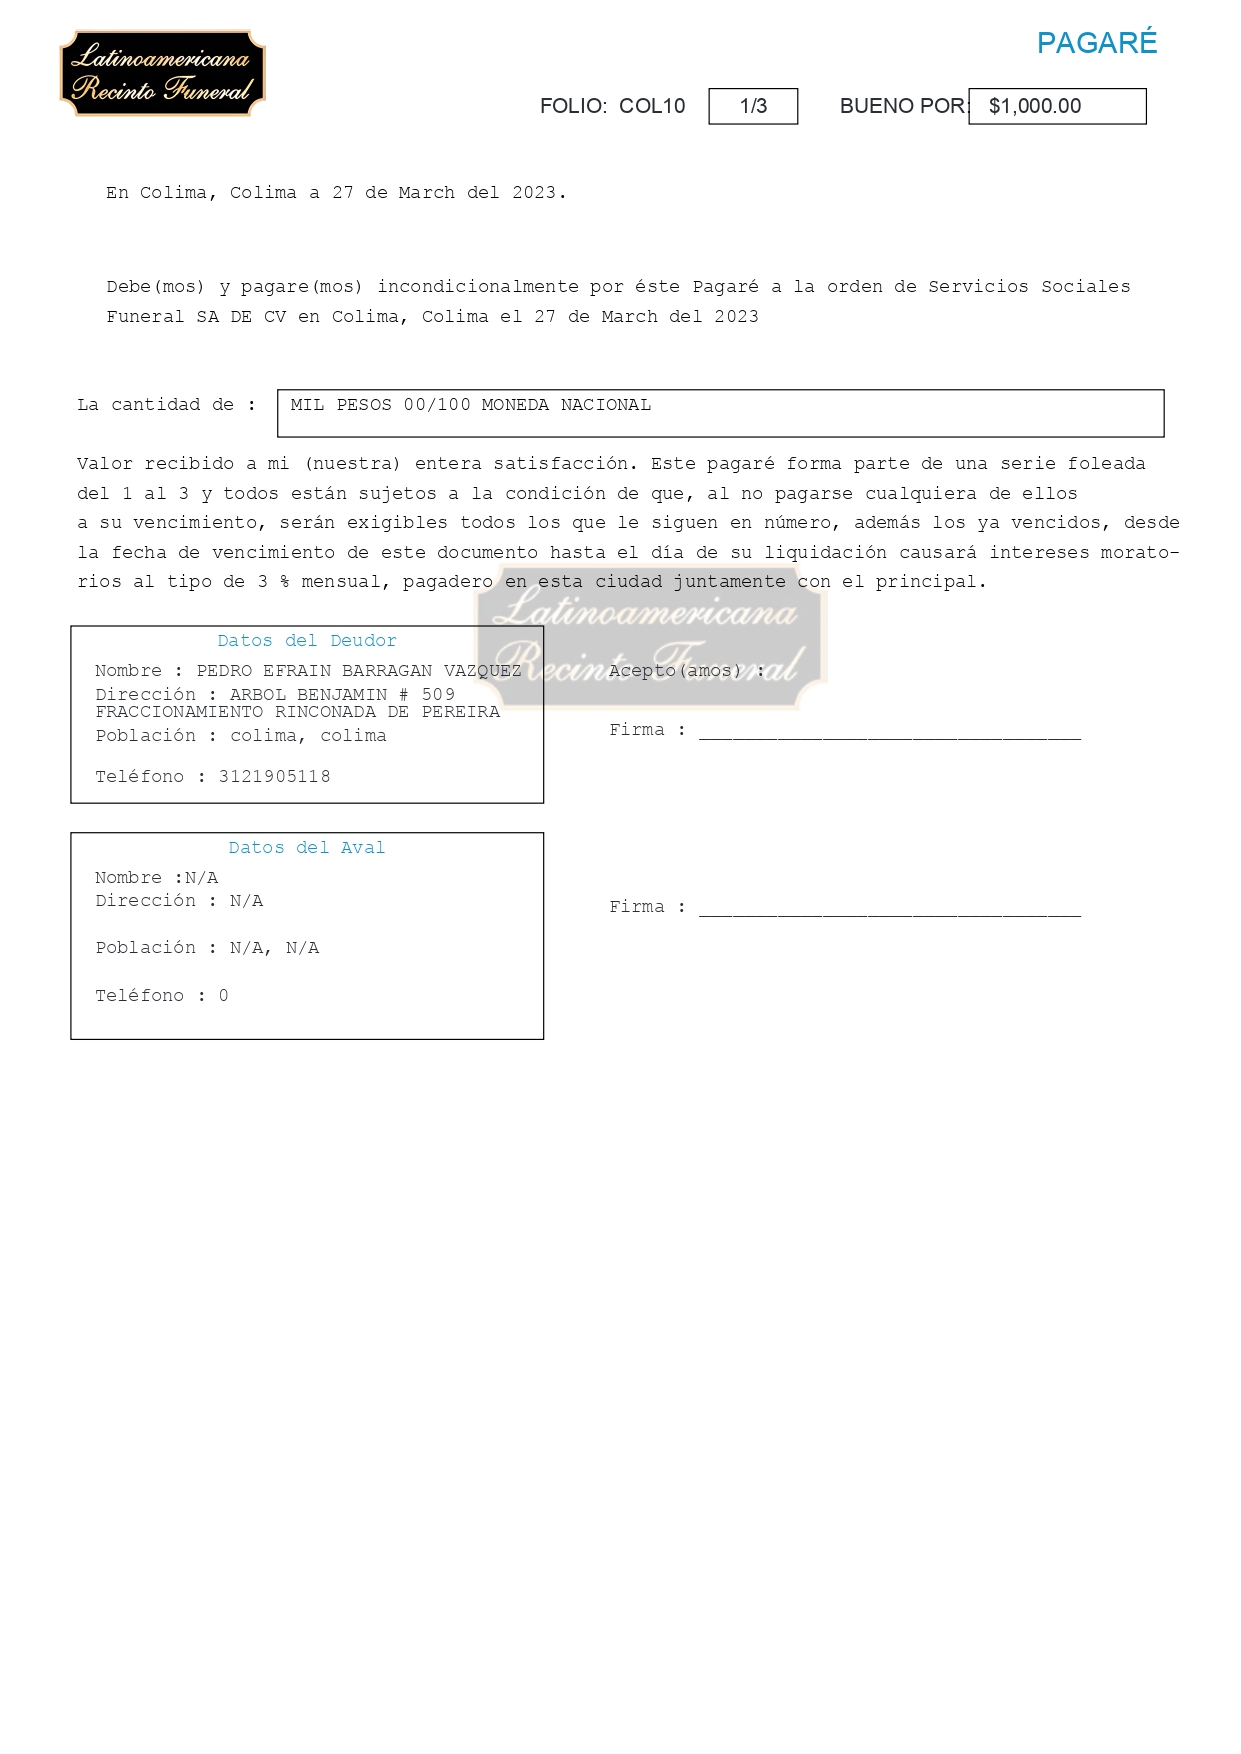 Latinoamericana
Recinto Funeral
PAGARÉ
FOLIO: COL10 1/3 BUENO POR: $1,000.00
En Colima, Colima a 27 de March del 2023.
Debe(mos) y pagare(mos) incondicionalmente por éste Pagaré a la orden de Servicios Sociales
Funeral SA DE CV en Colima, Colima el 27 de March del 2023
La cantidad de : MIL PESOS 00/100 MONEDA NACIONAL
Valor recibido a mi (nuestra) entera satisfacción. Este pagaré forma parte de una serie foleada
del 1 al 3 y todos están sujetos a la condición de que, al no pagarse cualquiera de ellos
a su vencimiento, serán exigibles todos los que le siguen en número, además los ya vencidos, desde
la fecha de vencimiento de este documento hasta el día de su liquidación causará intereses morato-
rios al tipo de 3 % mensual, pagadero en esta ciudad juntamente con el principal.
Latinoamericana
Recinto Funeral
Datos del Deudor
Nombre : PEDRO EFRAIN BARRAGAN VAZQUEZ
Dirección : ARBOL BENJAMIN # 509
FRACCIONAMIENTO RINCONADA DE PEREIRA
Población : colima, colima
Teléfono : 3121905118
Acepto(amos) :
Firma : __________________________________
Datos del Aval
Nombre :N/A
Dirección : N/A
Población : N/A, N/A
Teléfono : 0
Firma : __________________________________